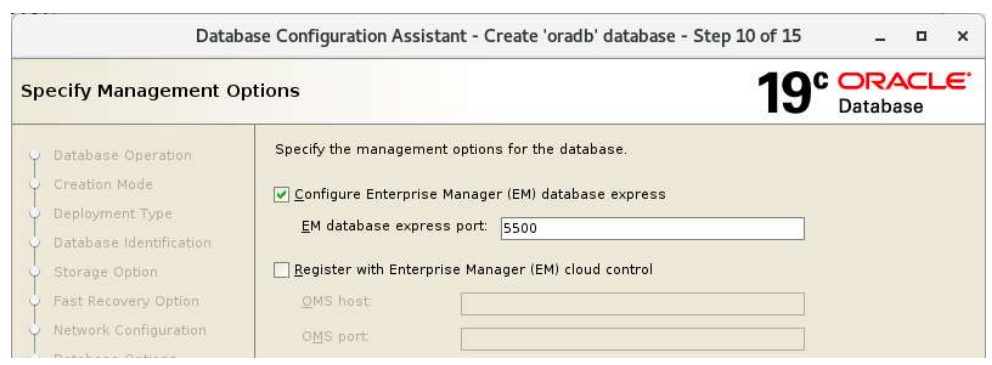 Database Configuration Assistant - Create 'oradb' database - Step 10 of 15
Specify Management Options
19c ORACLE
Database
Database Operation
Creation Mode
Deployment Type
Database Identification
Storage Option
Fast Recovery Option
Network Configuration
Database Options
Specify the management options for the database.
Configure Enterprise Manager (EM) database express
EM database express port: 5500
Register with Enterprise Manager (EM) cloud control
OMS host:
OMS port: